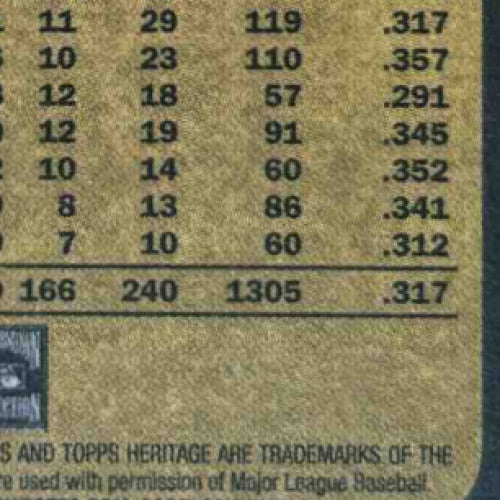 11 29 119 .317
10 23 110 .357
12 18 57 .291
12 19 91 .345
10 14 60 .352
8 13 86 .341
7 10 60 .312
166 240 1305 .317
AND TOPPS HERITAGE ARE TRADEMARKS OF THE
used with permission of Major League Baseball